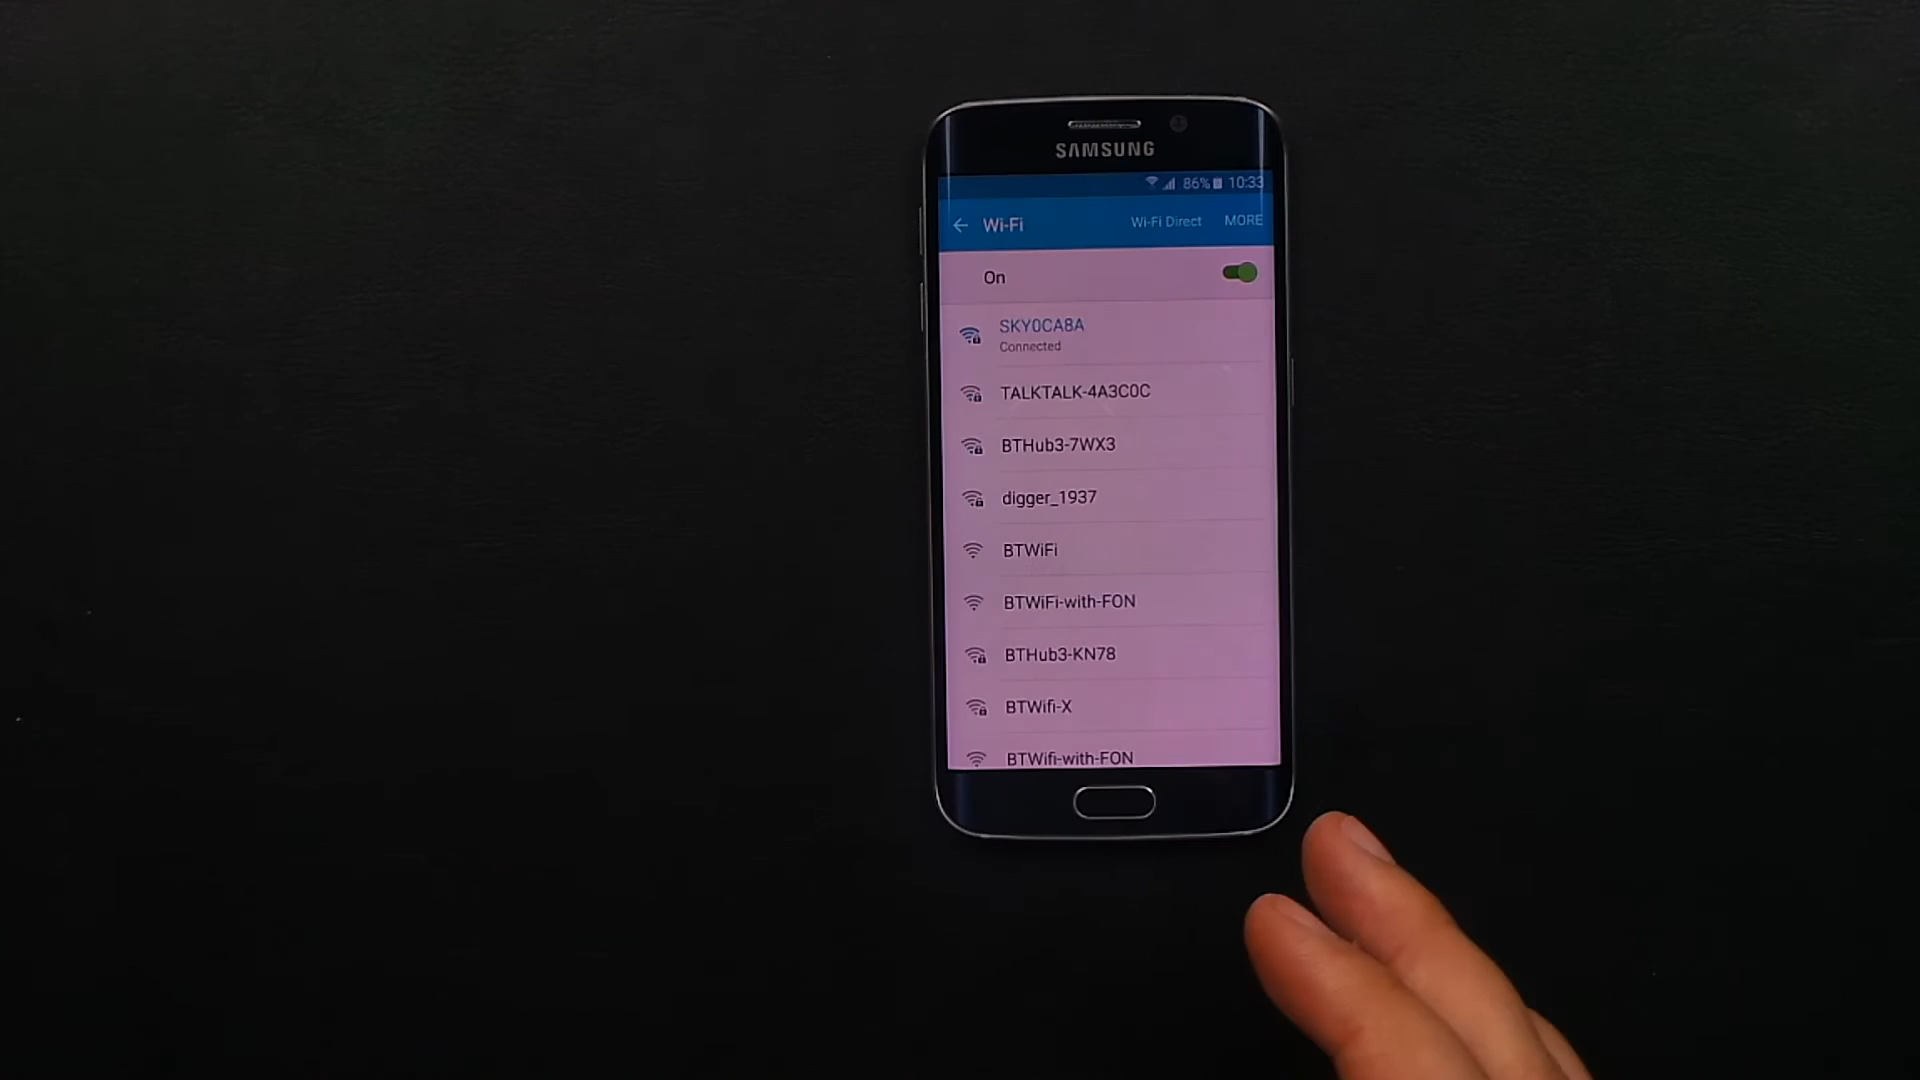 SAMSUNG
86% 10:33
Wi-Fi Wi-Fi Direct MORE
On
SKY0CA8A
Connected
TALKTALK-4A3C0C
BTHub3-7WX3
digger_1937
BTWiFi
BTWiFi-with-FON
BTHub3-KN78
BTWifi-X
BTWifi-with-FON